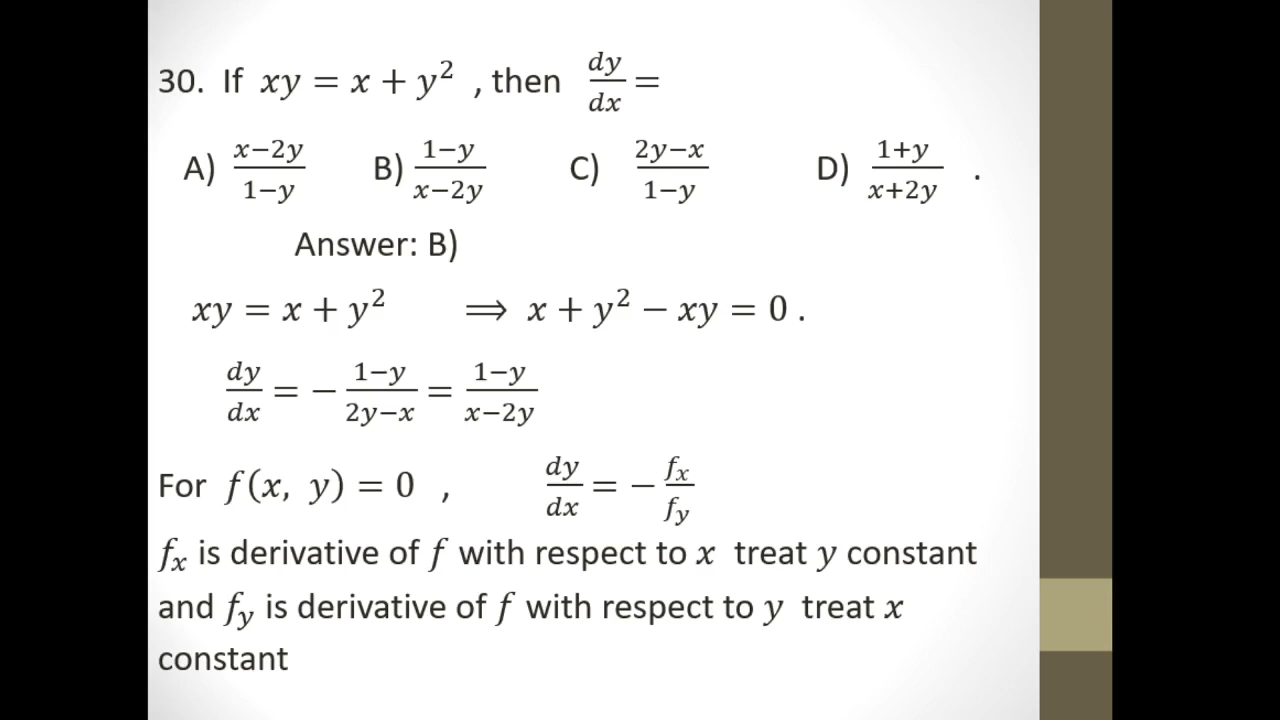 30. If xy = x + y² , then dy/dx =
A) x−2y/1−y B) 1−y/x−2y C) 2y−x/1−y D) 1+y/x+2y .
Answer: B)
xy = x + y² ⟹ x + y² − xy = 0 .
dy/dx = − 1−y/2y−x = 1−y/x−2y
For f(x, y) = 0 , dy/dx = − fₓ/f_y
fₓ is derivative of f with respect to x treat y constant
and f_y is derivative of f with respect to y treat x
constant